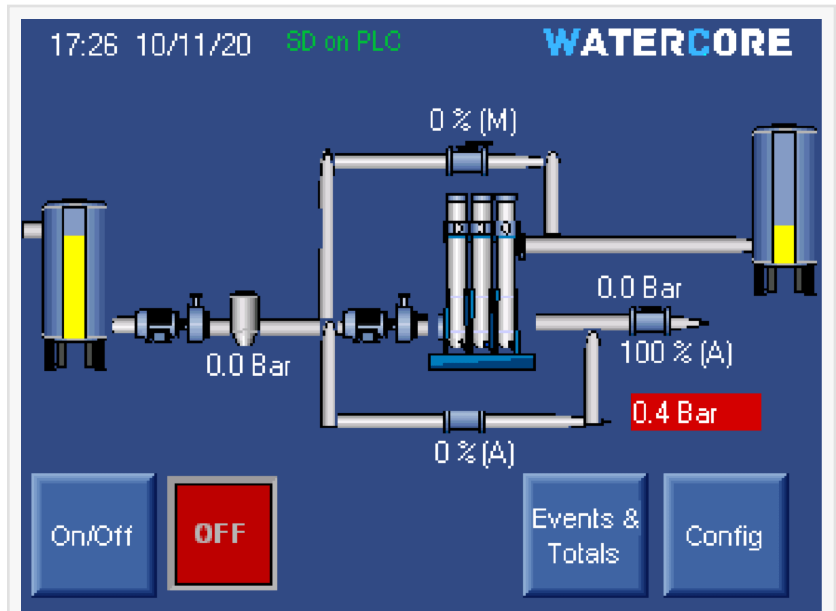 17:26 10/11/20 SD on PLC WATERCORE
0 % (M)
0.0 Bar
0.0 Bar
100 % (A)
0.4 Bar
0 % (A)
On/Off
OFF
Events &
Totals
Config